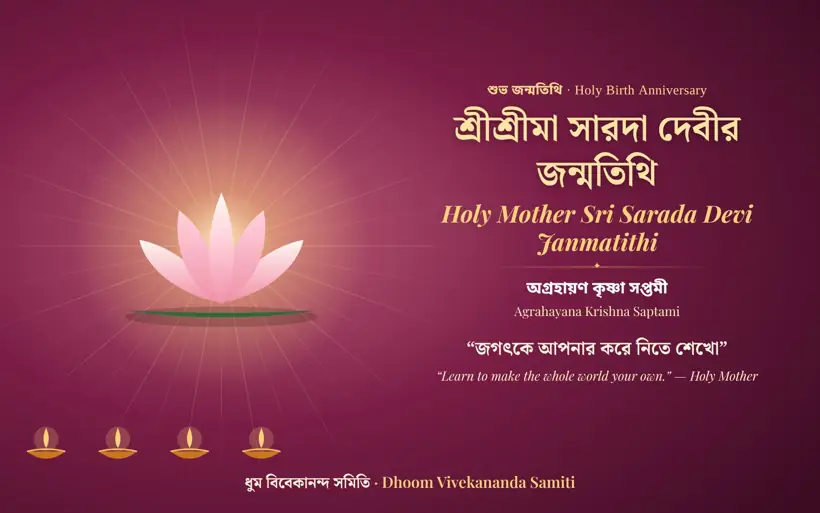 শুভ জন্মতিথি · Holy Birth Anniversary
শ্রীশ্রীমা সারদা দেবীর
জন্মতিথি
Holy Mother Sri Sarada Devi
Janmatithi
অগ্রহায়ণ কৃষ্ণা সপ্তমী
Agrahayana Krishna Saptami
“জগৎকে আপনার করে নিতে শেখো”
“Learn to make the whole world your own.” — Holy Mother
ধুম বিবেকানন্দ সমিতি · Dhoom Vivekananda Samiti